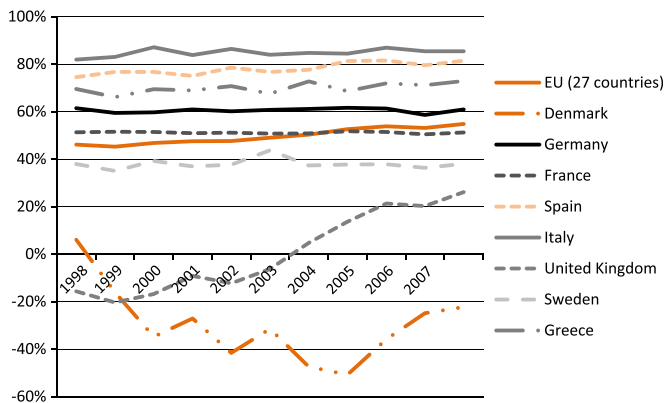 100%
80%
60%
40%
20%
0%
-20%
-40%
-60%
1998
1999
2000
2001
2002
2003
2004
2005
2006
2007
EU (27 countries)
Denmark
Germany
France
Spain
Italy
United Kingdom
Sweden
Greece